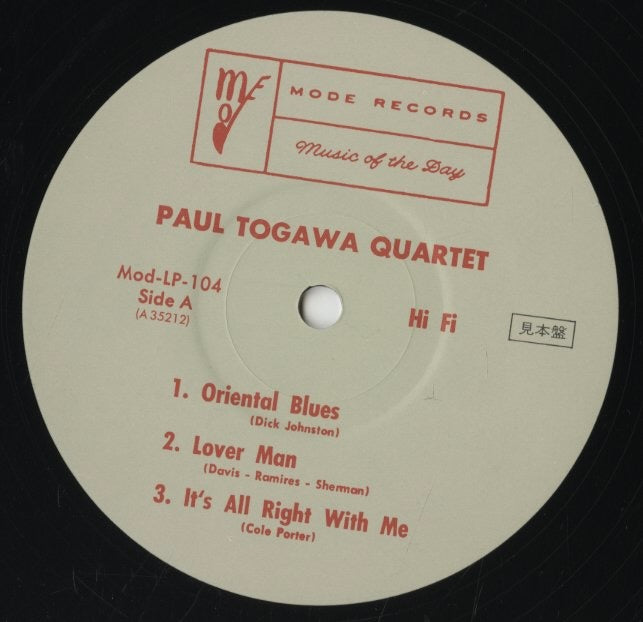 MODE
MODE RECORDS
Music of the Day
PAUL TOGAWA QUARTET
Mod-LP-104
Side A
(A 35212)
Hi Fi
見本盤
1. Oriental Blues
(Dick Johnston)
2. Lover Man
(Davis - Ramires - Sherman)
3. It's All Right With Me
(Cole Porter)